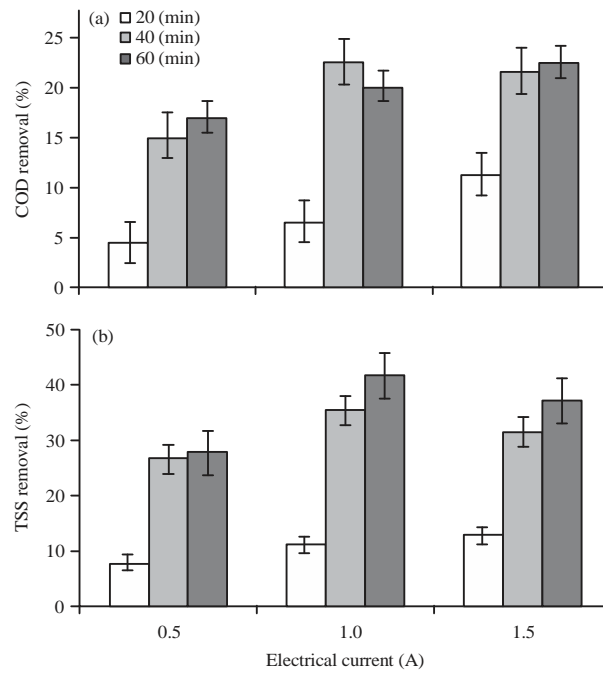 (a)
20 (min)
40 (min)
60 (min)
25
20
15
10
5
0
COD removal (%)
(b)
50
40
30
20
10
0
TSS removal (%)
0.5 1.0 1.5
Electrical current (A)